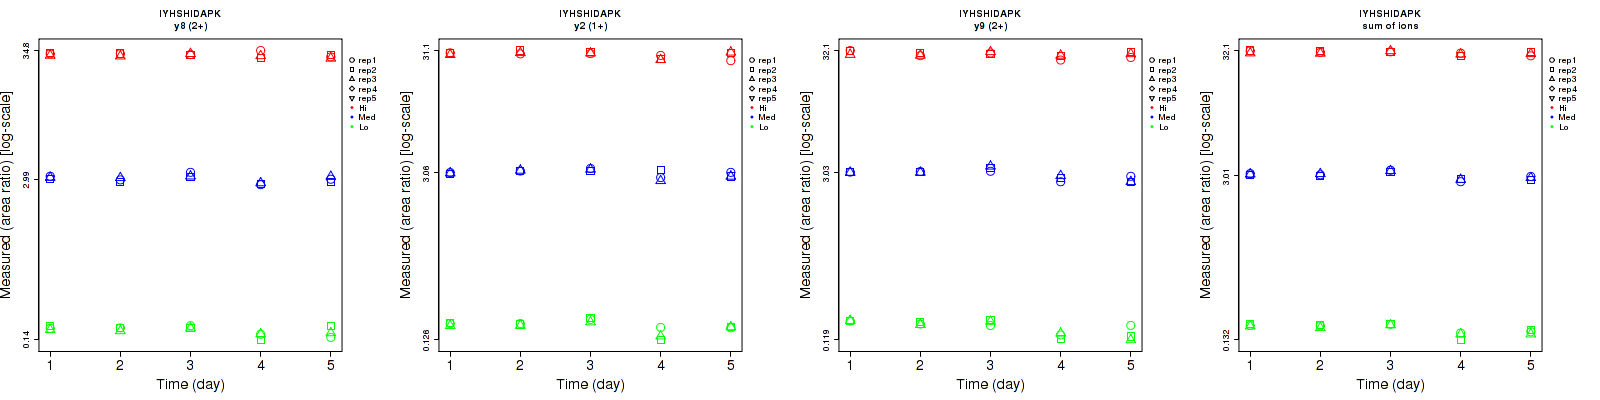 IYHSHIDAPK
y8 (2+)
Measured (area ratio) [log-scale]
34.8
2.99
0.14
1 2 3 4 5
Time (day)
rep1
rep2
rep3
rep4
rep5
Hi
Med
Lo
IYHSHIDAPK
y2 (1+)
Measured (area ratio) [log-scale]
31.1
3.06
0.126
1 2 3 4 5
Time (day)
rep1
rep2
rep3
rep4
rep5
Hi
Med
Lo
IYHSHIDAPK
y9 (2+)
Measured (area ratio) [log-scale]
32.1
3.03
0.119
1 2 3 4 5
Time (day)
rep1
rep2
rep3
rep4
rep5
Hi
Med
Lo
IYHSHIDAPK
sum of ions
Measured (area ratio) [log-scale]
32.1
3.01
0.132
1 2 3 4 5
Time (day)
rep1
rep2
rep3
rep4
rep5
Hi
Med
Lo